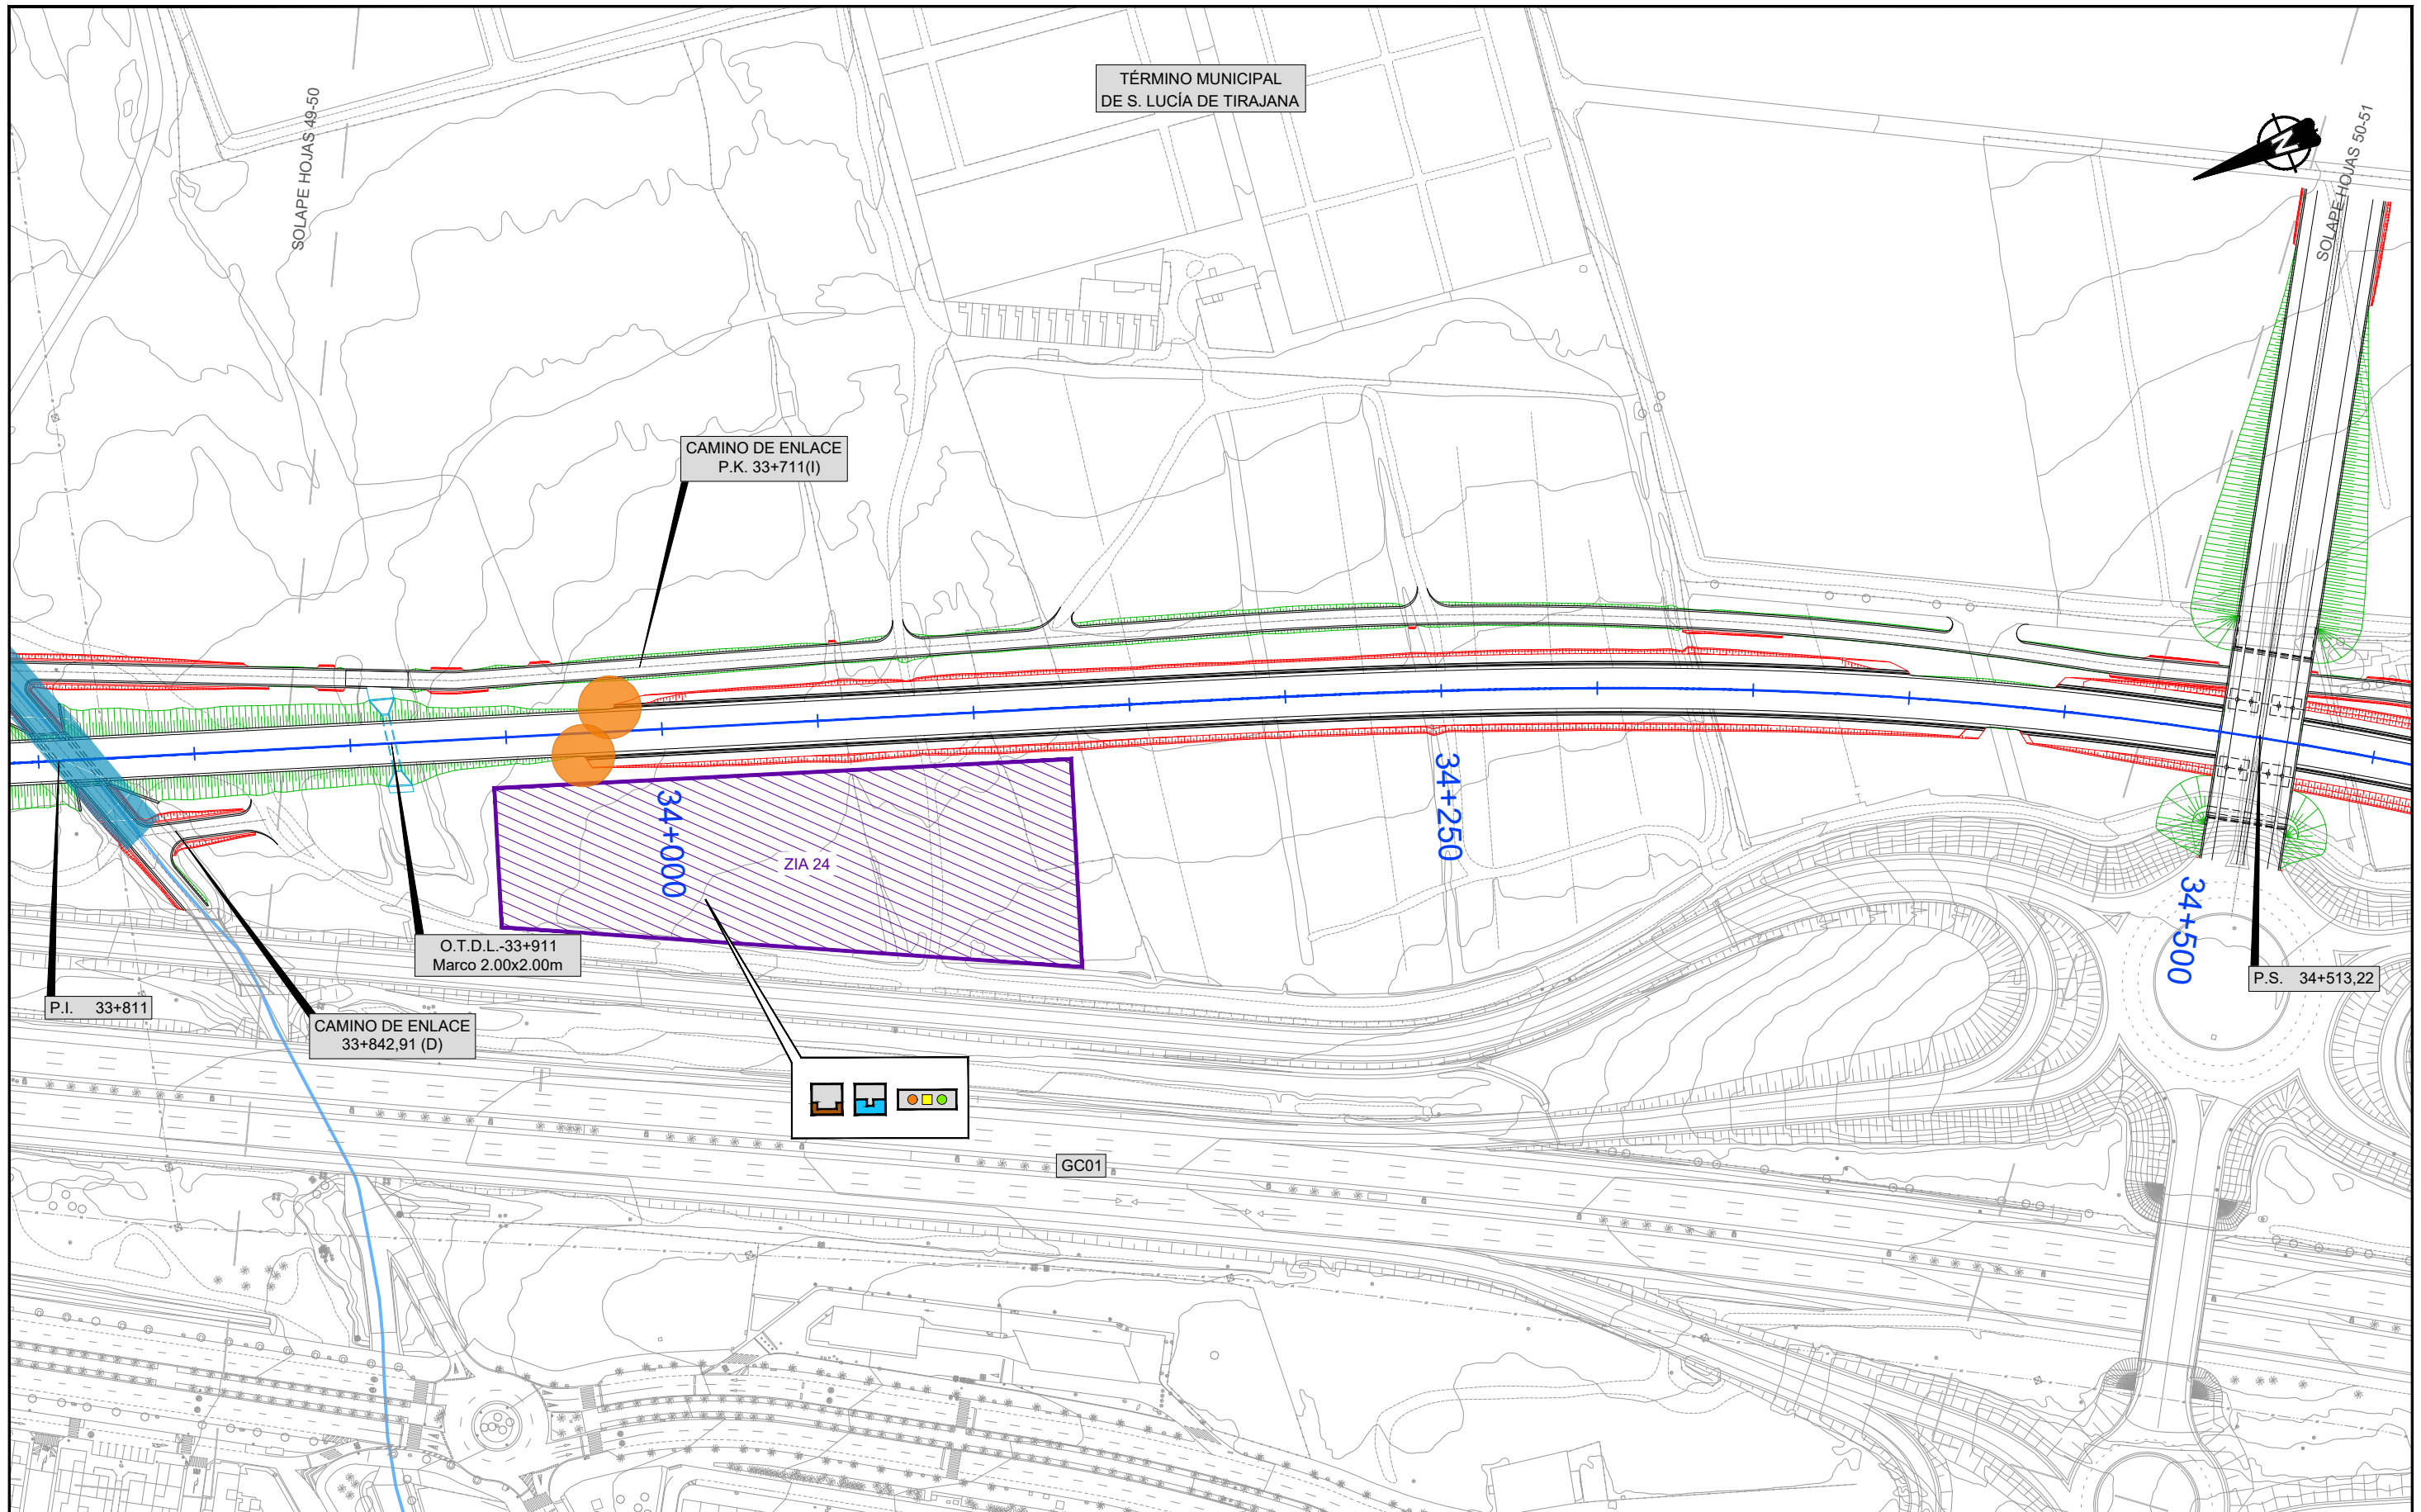 TÉRMINO MUNICIPAL
DE S. LUCÍA DE TIRAJANA
SOLAPE HOJAS 49-50
SOLAPE HOJAS 50-51
N
CAMINO DE ENLACE
P.K. 33+711(I)
34+000
34+250
34+500
ZIA 24
O.T.D.L.-33+911
Marco 2.00x2.00m
P.I. 33+811
P.S. 34+513,22
CAMINO DE ENLACE
33+842,91 (D)
GC01